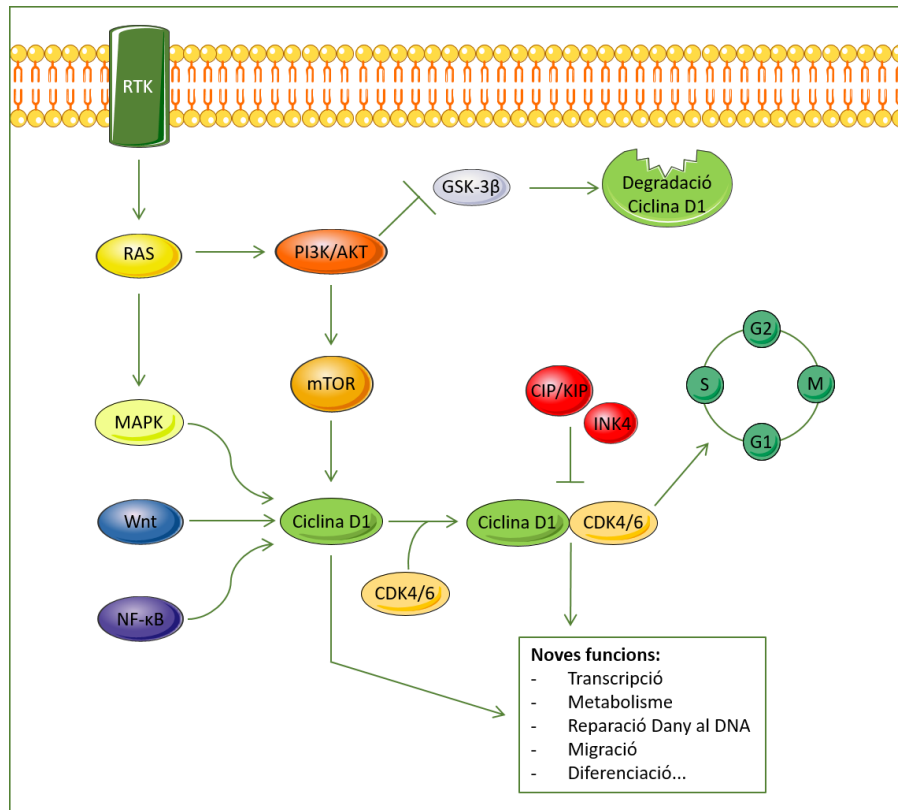 RTK
GSK-3β
Degradació
Ciclina D1
RAS
PI3K/AKT
G2
mTOR
CIP/KIP
S
M
INK4
MAPK
G1
Wnt
Ciclina D1
Ciclina D1
CDK4/6
CDK4/6
NF-κB
Noves funcions:
- Transcripció
- Metabolisme
- Reparació Dany al DNA
- Migració
- Diferenciació...